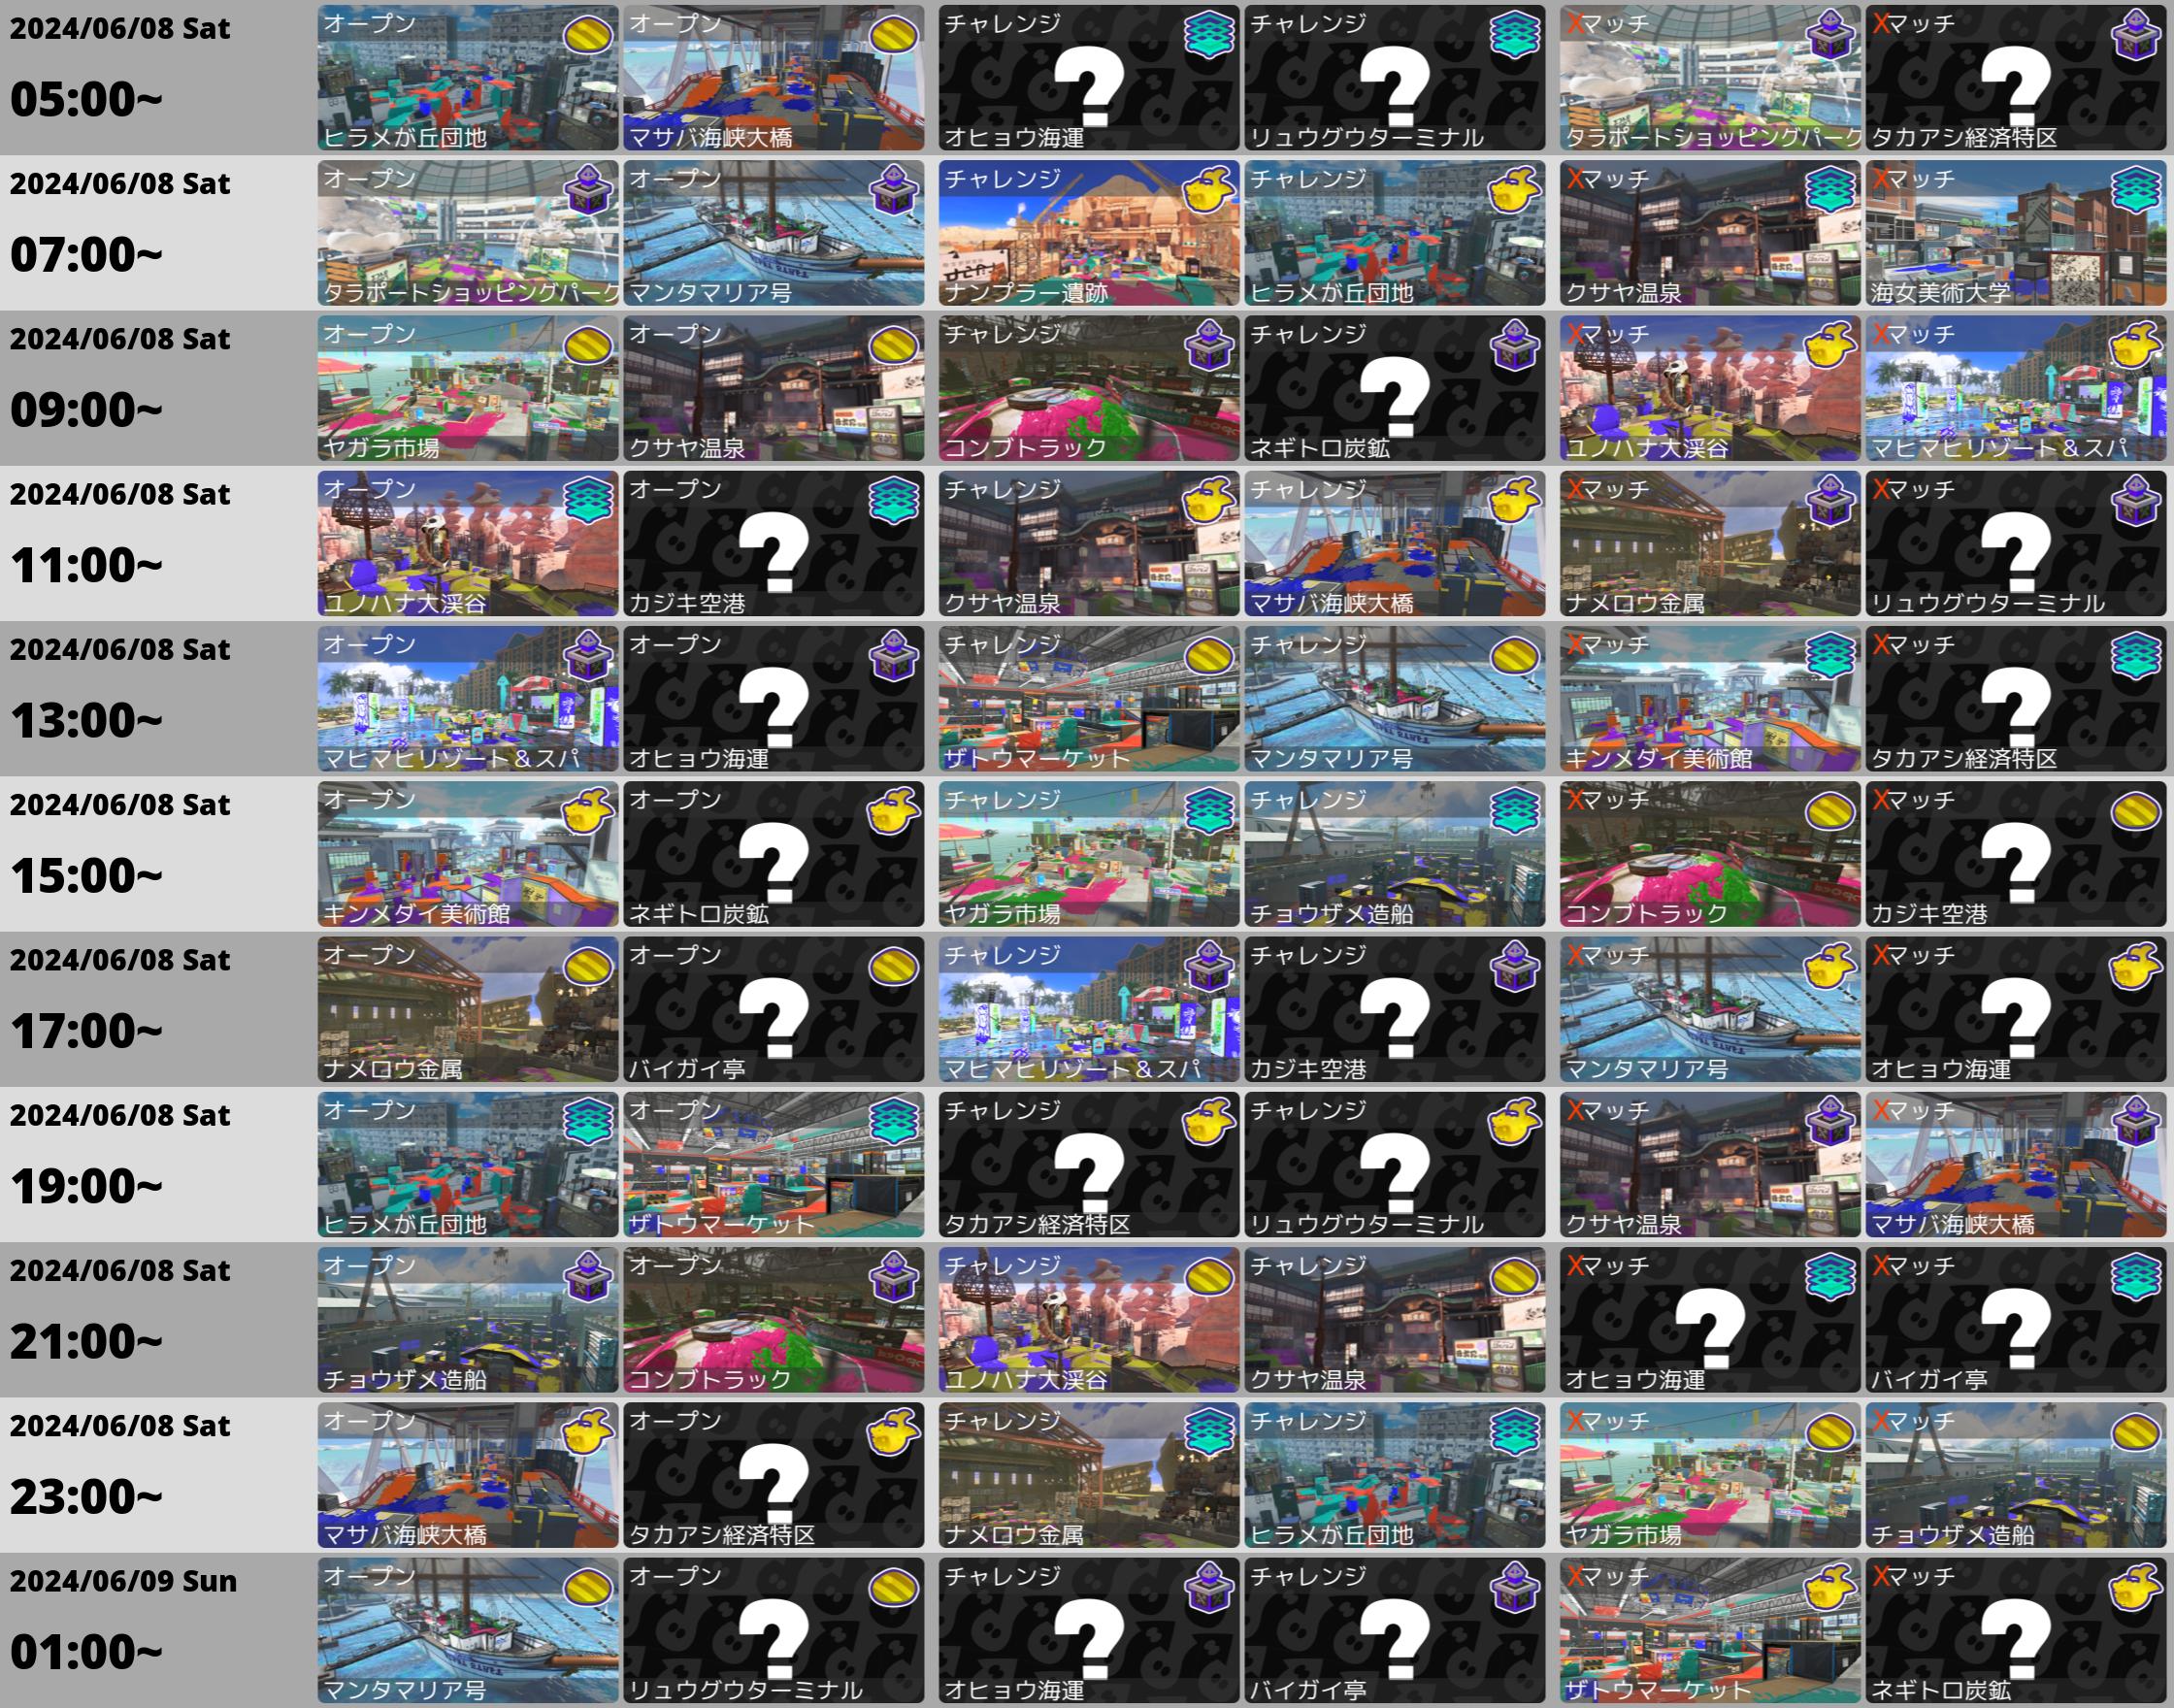 2024/06/08 Sat
05:00~
オープン オープン チャレンジ チャレンジ Xマッチ Xマッチ
ヒラメが丘団地 マサバ海峡大橋 オヒョウ海運 リュウグウターミナル タラポートショッピングパーク タカアシ経済特区
2024/06/08 Sat
07:00~
オープン オープン チャレンジ チャレンジ Xマッチ Xマッチ
タラポートショッピングパーク マンタマリア号 ナンプラー遺跡 ヒラメが丘団地 クサヤ温泉 海女美術大学
2024/06/08 Sat
09:00~
オープン オープン チャレンジ チャレンジ Xマッチ Xマッチ
ヤガラ市場 クサヤ温泉 コンブトラック ネギトロ炭鉱 ユノハナ大渓谷 マヒマヒリゾート&スパ
2024/06/08 Sat
11:00~
オープン オープン チャレンジ チャレンジ Xマッチ Xマッチ
ユノハナ大渓谷 カジキ空港 クサヤ温泉 マサバ海峡大橋 ナメロウ金属 リュウグウターミナル
2024/06/08 Sat
13:00~
オープン オープン チャレンジ チャレンジ Xマッチ Xマッチ
マヒマヒリゾート&スパ オヒョウ海運 ザトウマーケット マンタマリア号 キンメダイ美術館 タカアシ経済特区
2024/06/08 Sat
15:00~
オープン オープン チャレンジ チャレンジ Xマッチ Xマッチ
キンメダイ美術館 ネギトロ炭鉱 ヤガラ市場 チョウザメ造船 コンブトラック カジキ空港
2024/06/08 Sat
17:00~
オープン オープン チャレンジ チャレンジ Xマッチ Xマッチ
ナメロウ金属 バイガイ亭 マヒマヒリゾート&スパ カジキ空港 マンタマリア号 オヒョウ海運
2024/06/08 Sat
19:00~
オープン オープン チャレンジ チャレンジ Xマッチ Xマッチ
ヒラメが丘団地 ザトウマーケット タカアシ経済特区 リュウグウターミナル クサヤ温泉 マサバ海峡大橋
2024/06/08 Sat
21:00~
オープン オープン チャレンジ チャレンジ Xマッチ Xマッチ
チョウザメ造船 コンブトラック ユノハナ大渓谷 クサヤ温泉 オヒョウ海運 バイガイ亭
2024/06/08 Sat
23:00~
オープン オープン チャレンジ チャレンジ Xマッチ Xマッチ
マサバ海峡大橋 タカアシ経済特区 ナメロウ金属 ヒラメが丘団地 ヤガラ市場 チョウザメ造船
2024/06/09 Sun
01:00~
オープン オープン チャレンジ チャレンジ Xマッチ Xマッチ
マンタマリア号 リュウグウターミナル オヒョウ海運 バイガイ亭 ザトウマーケット ネギトロ炭鉱